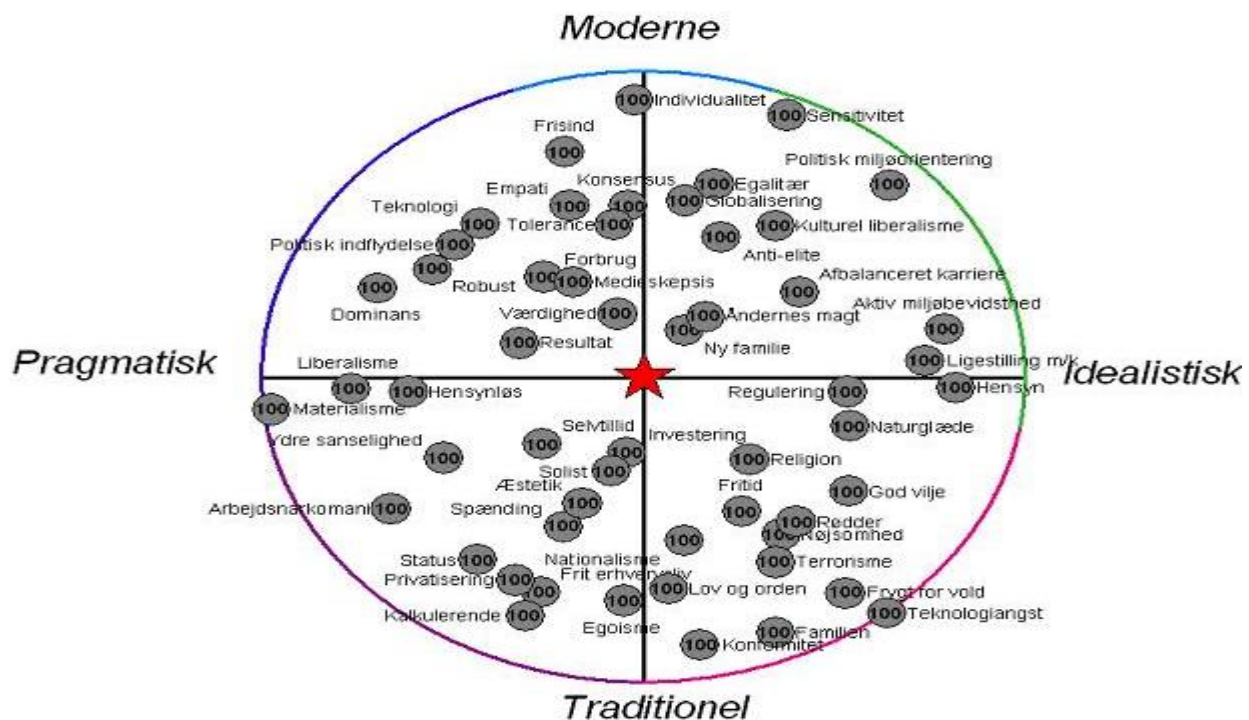 Moderne
100 Individualitet
100 Sensitivitet
Frisind
100
Politisk miljøorientering
100
Empati
100
Konsensus
100
100 Egalitær
100 Globalisering
Teknologi
100
Tolerance 100
100 Kulturel liberalisme
Politisk indflydelse 100
100
Anti-elite
100
Robust
Forbrug
100
100 Medieskepsis
Afbalanceret karriere
100
100
Dominans
Aktiv miljøbevidsthed
100
Værdighed 100
100 Åndernes magt
100
Ny familie
100 Resultat
Pragmatisk
Liberalisme
100
100 Ligestilling m/k
Idealistisk
100 Hensynløs
Regulering 100
100 Hensyn
100 Materialisme
100 Naturglæde
Ydre sanselighed
100
Selvtillid
100
Investering
100
Solist 100
100 Religion
Æstetik
100
Fritid
100
100 God vilje
Arbejdsnarkomani 100
Spænding
100
100 Rødder
100 Nøjsomhed
Nationalisme
100
Status 100
100 Terrorisme
Privatisering 100
Frit erhvervsliv
100
100 Lov og orden
100
Frygt for vold
Kalkulerende 100
100
Egoisme
100 Teknologiangst
100 Familien
100 Konformitet
Traditionel